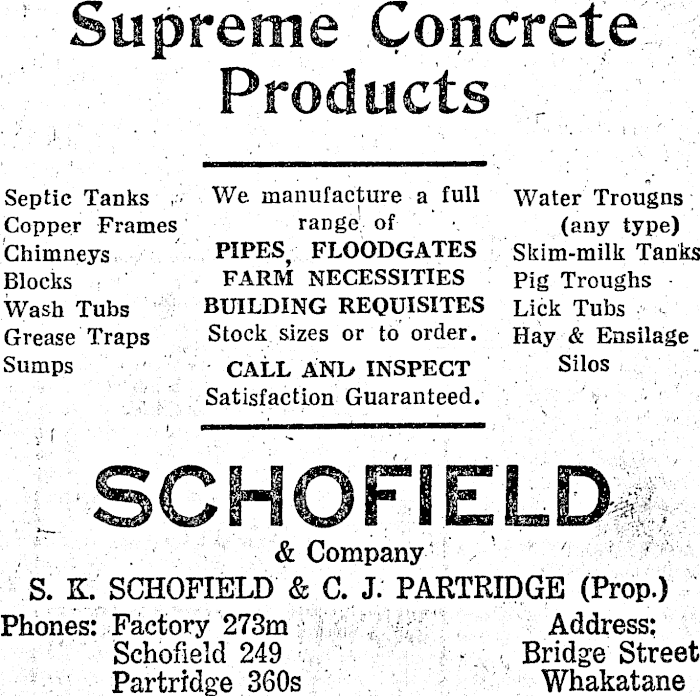 Supreme Concrete
Products
Septic Tanks
Copper Frames
Chimneys
Blocks
Wash Tubs
Grease Traps
Sumps
We manufacture a full
range of
PIPES, FLOODGATES
FARM NECESSITIES
BUILDING REQUISITES
Stock sizes or to order.
CALL AND INSPECT
Satisfaction Guaranteed.
Water Troughs
(any type)
Skim-milk Tanks
Pig Troughs
Lick Tubs
Hay & Ensilage
Silos
SCHOFIELD
& Company
S. K. SCHOFIELD & C. J. PARTRIDGE (Prop.)
Phones: Factory 273m
Schofield 249
Partridge 360s
Address:
Bridge Street
Whakatane